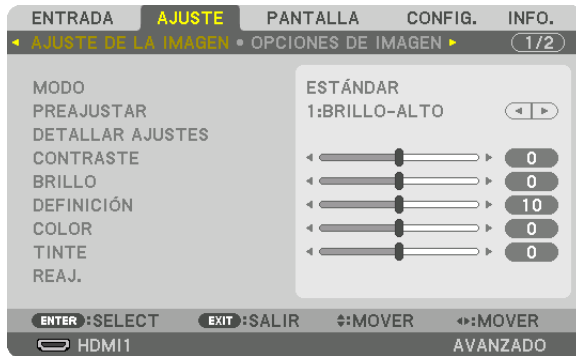 ENTRADA AJUSTE PANTALLA CONFIG. INFO.
AJUSTE DE LA IMAGEN OPCIONES DE IMAGEN 1/2
MODO ESTÁNDAR
PREAJUSTAR 1:BRILLO-ALTO
DETALLAR AJUSTES
CONTRASTE 0
BRILLO 0
DEFINICIÓN 10
COLOR 0
TINTE 0
REAJ.
ENTER :SELECT EXIT :SALIR :MOVER :MOVER
HDMI1 AVANZADO